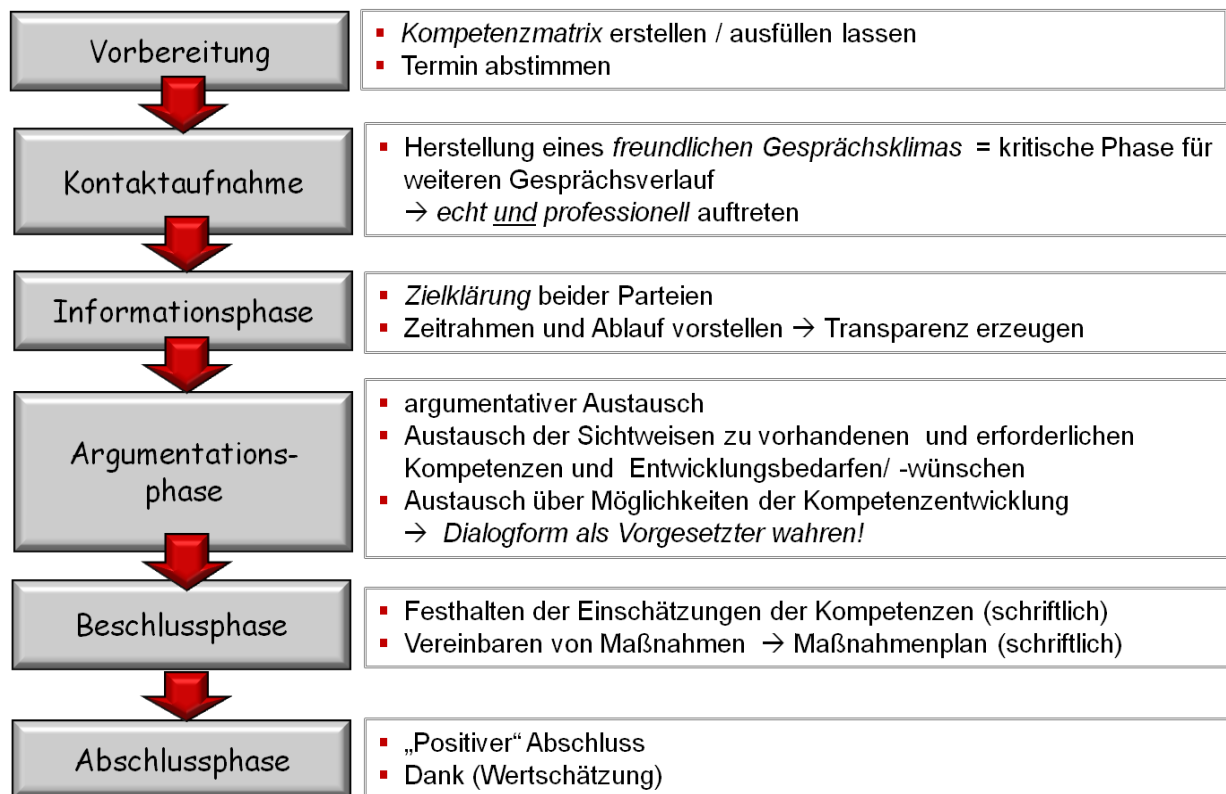 Vorbereitung
▪ Kompetenzmatrix erstellen / ausfüllen lassen
▪ Termin abstimmen
Kontaktaufnahme
▪ Herstellung eines freundlichen Gesprächsklimas = kritische Phase für
weiteren Gesprächsverlauf
→ echt und professionell auftreten
Informationsphase
▪ Zielklärung beider Parteien
▪ Zeitrahmen und Ablauf vorstellen → Transparenz erzeugen
Argumentations-
phase
▪ argumentativer Austausch
▪ Austausch der Sichtweisen zu vorhandenen und erforderlichen
Kompetenzen und Entwicklungsbedarfen/ -wünschen
▪ Austausch über Möglichkeiten der Kompetenzentwicklung
→ Dialogform als Vorgesetzter wahren!
Beschlussphase
▪ Festhalten der Einschätzungen der Kompetenzen (schriftlich)
▪ Vereinbaren von Maßnahmen → Maßnahmenplan (schriftlich)
Abschlussphase
▪ „Positiver“ Abschluss
▪ Dank (Wertschätzung)